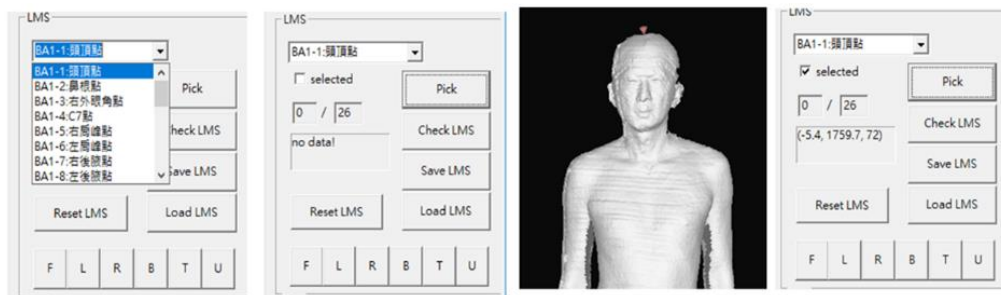 LMS
BA1-1:頭頂點
BA1-1:頭頂點
BA1-2:鼻根點
BA1-3:右外眼角點
BA1-4:C7點
BA1-5:右肩峰點
BA1-6:左肩峰點
BA1-7:右後腋點
BA1-8:左後腋點
Pick
Check LMS
Save LMS
Reset LMS
Load LMS
F L R B T U
LMS
BA1-1:頭頂點
selected
Pick
0 / 26
Check LMS
no data!
Save LMS
Reset LMS
Load LMS
F L R B T U
LMS
BA1-1:頭頂點
selected
Pick
0 / 26
Check LMS
(-5.4, 1759.7, 72)
Save LMS
Reset LMS
Load LMS
F L R B T U